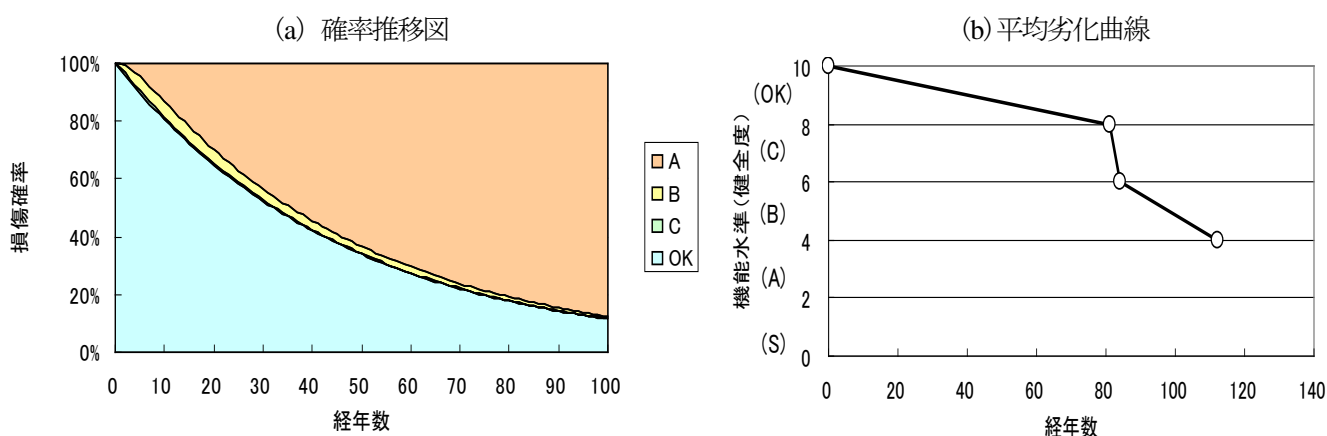 (a) 確率推移図
100%
80%
60%
40%
20%
0%
損傷確率
0 10 20 30 40 50 60 70 80 90 100
経年数
A
B
C
OK
(b) 平均劣化曲線
10
8
6
4
2
0
(OK)
(C)
(B)
(A)
(S)
機能水準(健全度)
0 20 40 60 80 100 120 140
経年数